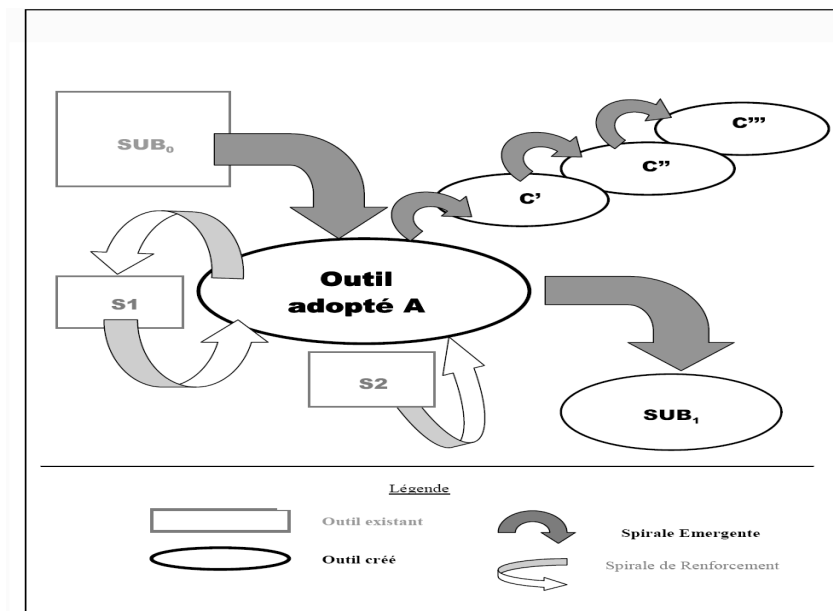 SUB₀
C'''
C''
C'
Outil
adopté A
S1
S2
SUB₁
Légende
Outil existant
Spirale Emergente
Outil créé
Spirale de Renforcement